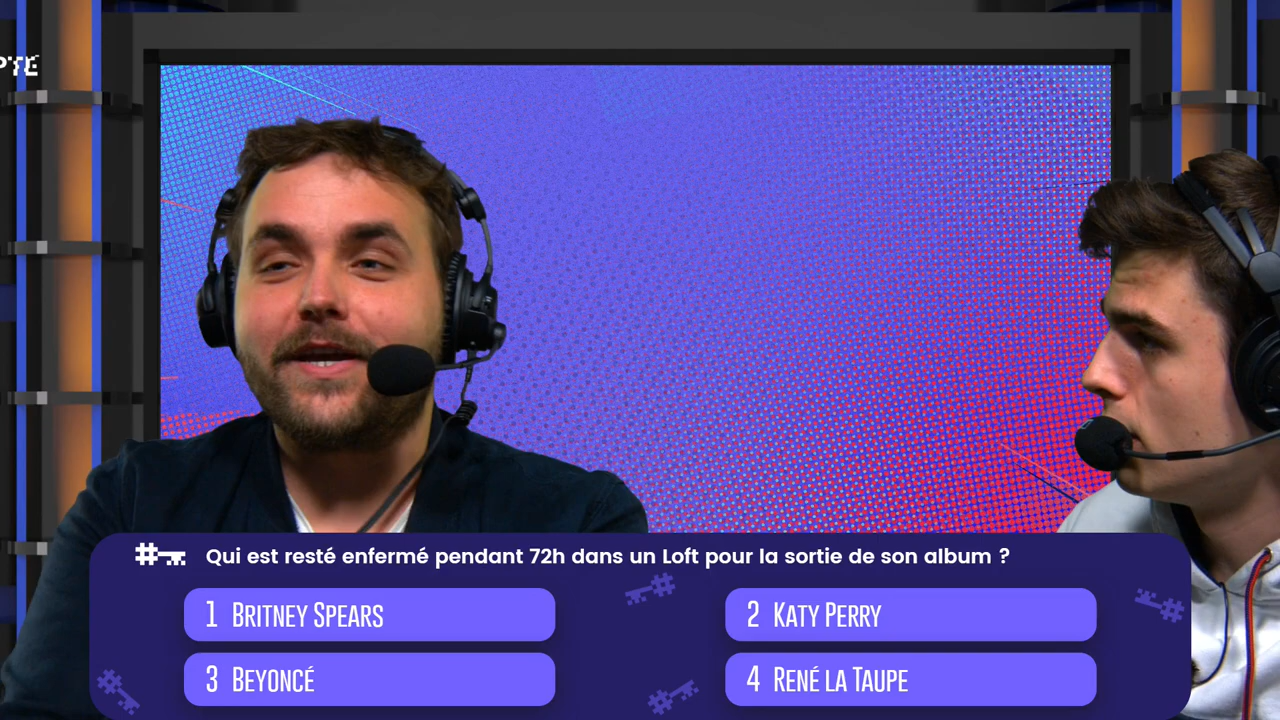 Qui est resté enfermé pendant 72h dans un Loft pour la sortie de son album ?
1 BRITNEY SPEARS
2 KATY PERRY
3 BEYONCÉ
4 RENÉ LA TAUPE